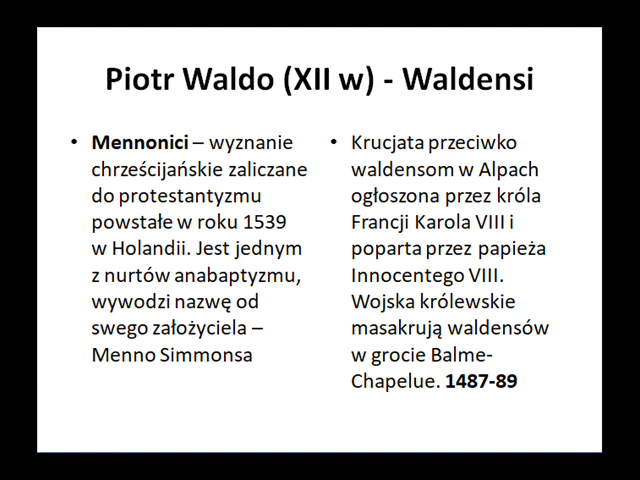 Piotr Waldo (XII w) - Waldensi
• Mennonici – wyznanie
chrześcijańskie zaliczane
do protestantyzmu
powstałe w roku 1539
w Holandii. Jest jednym
z nurtów anabaptyzmu,
wywodzi nazwę od
swego założyciela –
Menno Simmonsa
• Krucjata przeciwko
waldensom w Alpach
ogłoszona przez króla
Francji Karola VIII i
poparta przez papieża
Innocentego VIII.
Wojska królewskie
masakrują waldensów
w grocie Balme-
Chapelue. 1487-89